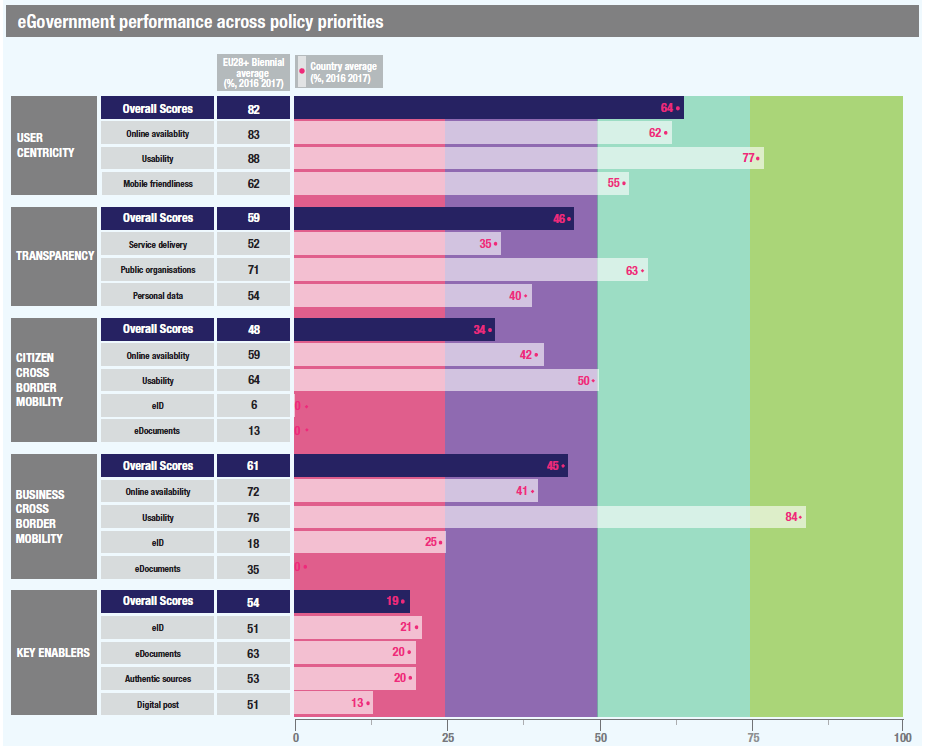 eGovernment performance across policy priorities
EU28+ Biennial
average
(%, 2016 2017)
Country average
(%, 2016 2017)
USER
CENTRICITY
Overall Scores 82 64
Online availablity 83 62
Usability 88 77
Mobile friendliness 62 55
TRANSPARENCY
Overall Scores 59 46
Service delivery 52 35
Public organisations 71 63
Personal data 54 40
CITIZEN
CROSS
BORDER
MOBILITY
Overall Scores 48 34
Online availablity 59 42
Usability 64 50
eID 6 0
eDocuments 13 0
BUSINESS
CROSS
BORDER
MOBILITY
Overall Scores 61 45
Online availability 72 41
Usability 76 84
eID 18 25
eDocuments 35 0
KEY ENABLERS
Overall Scores 54 19
eID 51 21
eDocuments 63 20
Authentic sources 53 20
Digital post 51 13
0 25 50 75 100